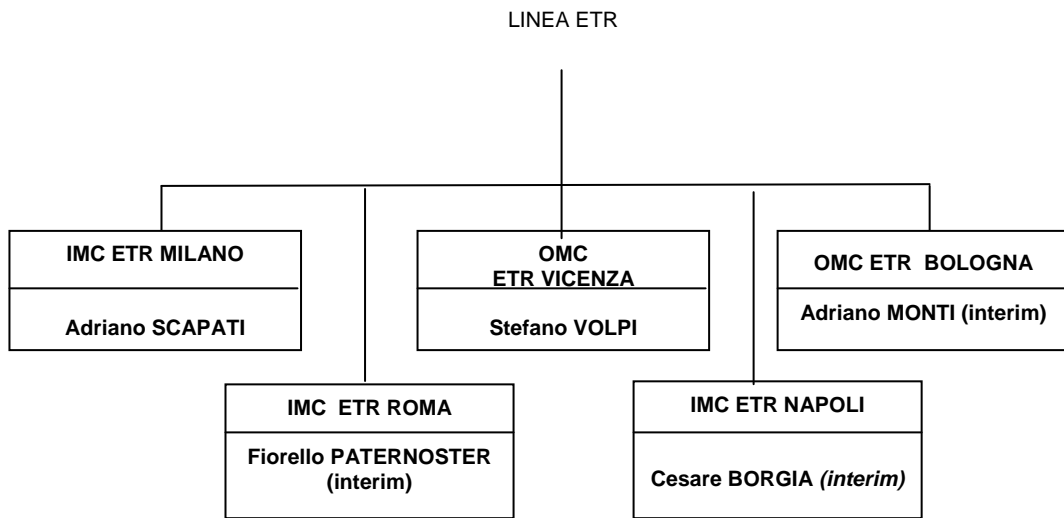 LINEA ETR
IMC ETR MILANO
Adriano SCAPATI
OMC
ETR VICENZA
Stefano VOLPI
OMC ETR BOLOGNA
Adriano MONTI (interim)
IMC ETR ROMA
Fiorello PATERNOSTER
(interim)
IMC ETR NAPOLI
Cesare BORGIA (interim)